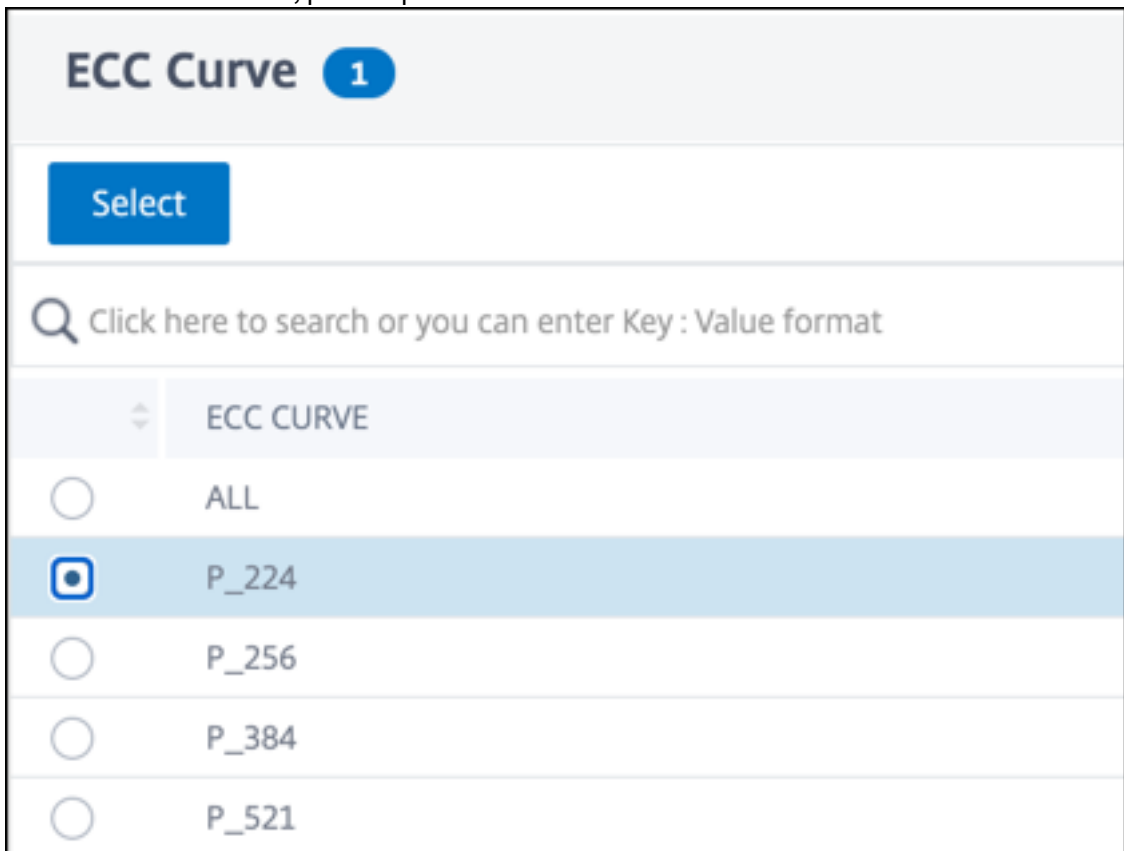 ECC Curve 1
Select
Click here to search or you can enter Key : Value format
ECC CURVE
ALL
P_224
P_256
P_384
P_521